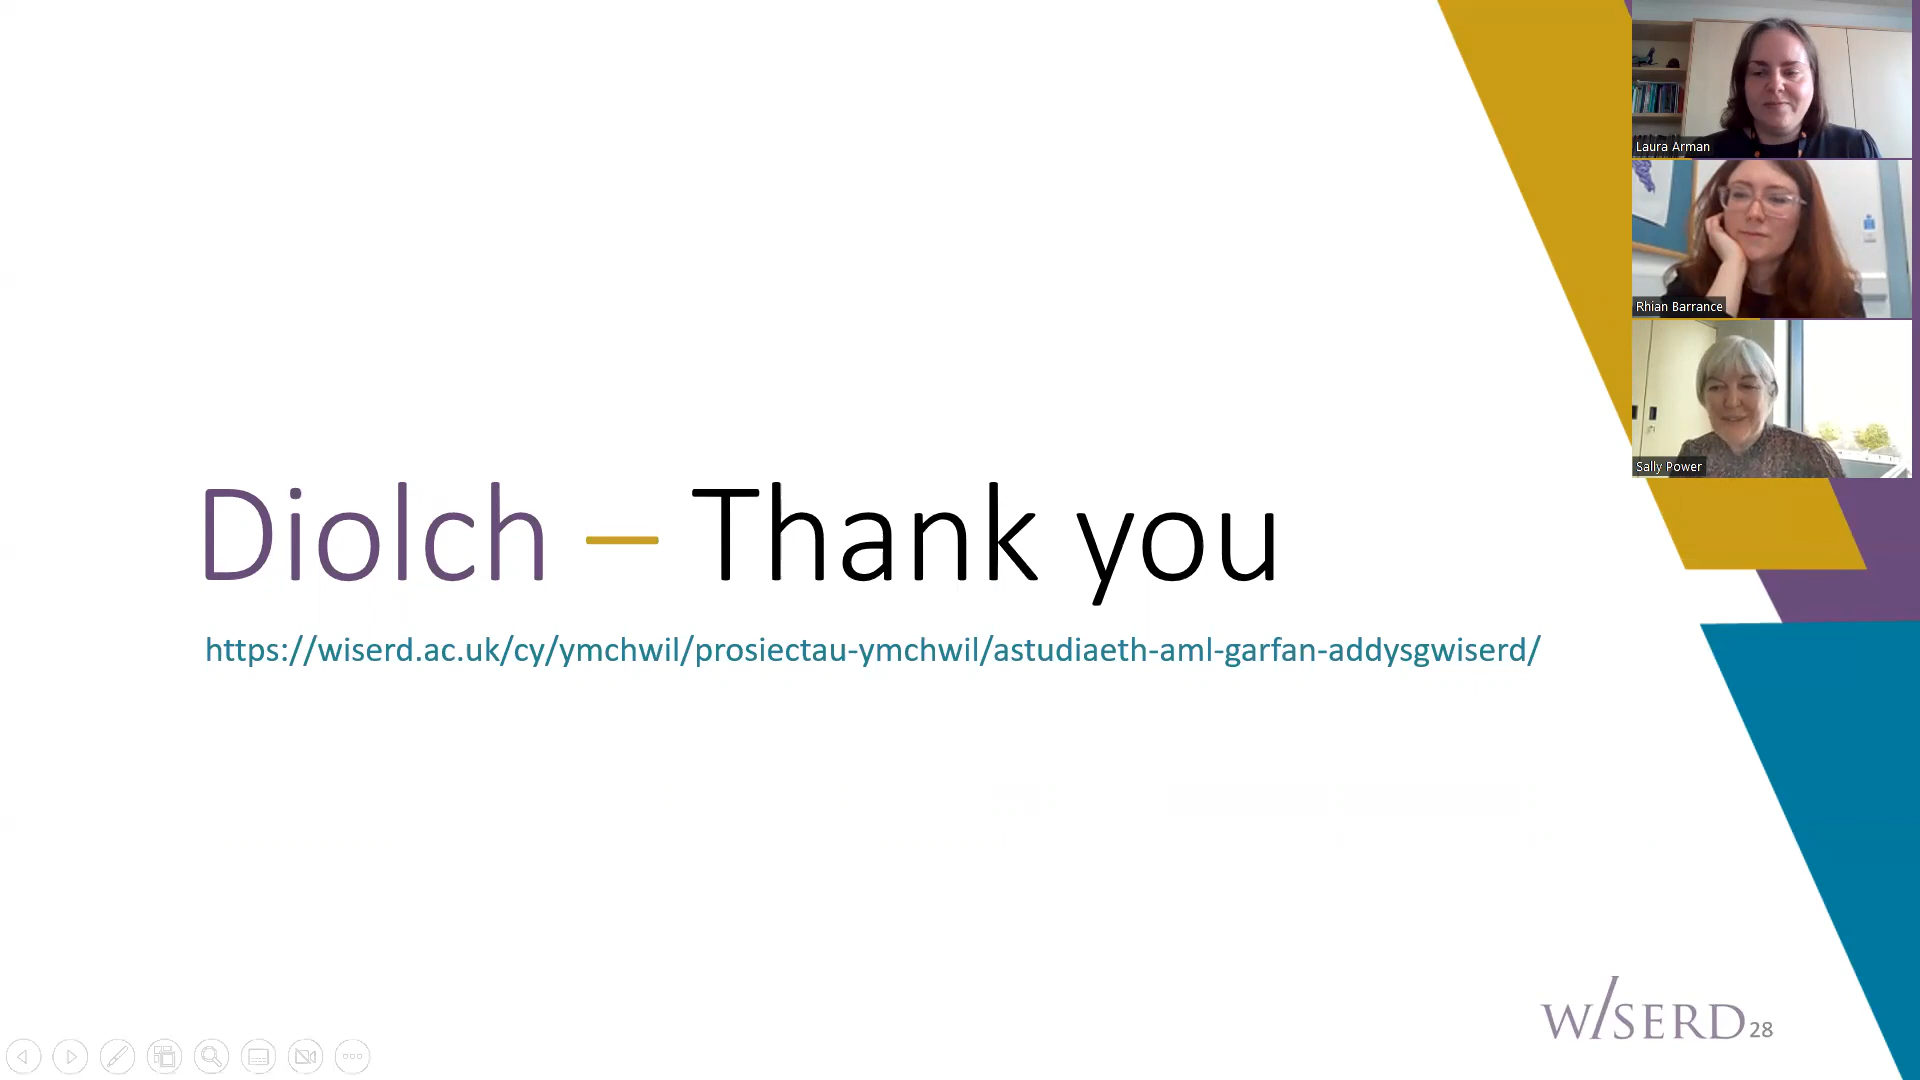 Laura Arman
Rhian Barrance
Sally Power
Diolch – Thank you
https://wiserd.ac.uk/cy/ymchwil/prosiectau-ymchwil/astudiaeth-aml-garfan-addysgwiserd/
W/SERD 28